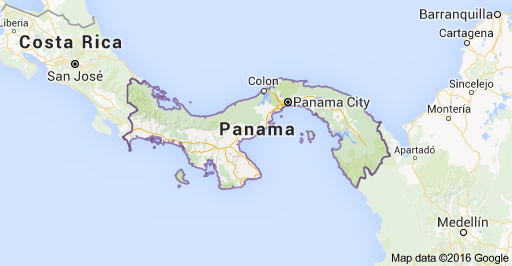 Barranquilla
Liberia
Cartagena
Costa Rica
San José
Colon
Sincelejo
Panama City
Montería
Panama
Apartadó
Medellín
Map data ©2016 Google